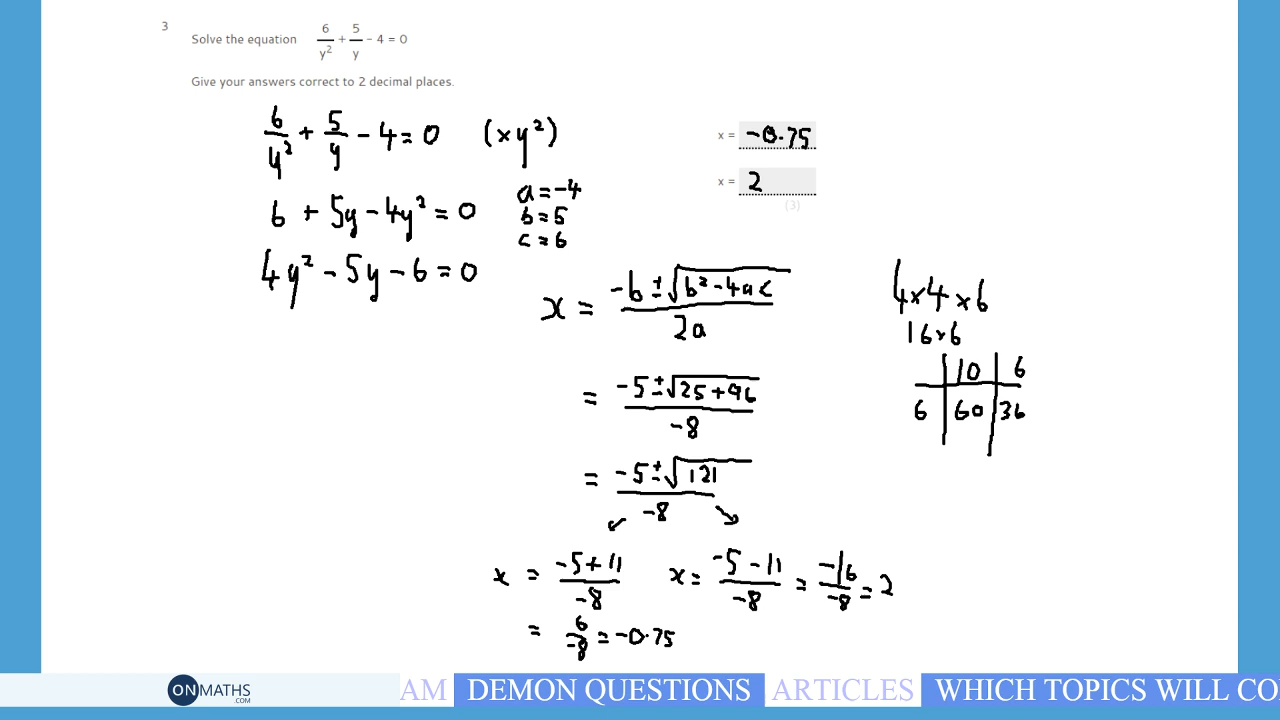 3
Solve the equation 6/y² + 5/y - 4 = 0
Give your answers correct to 2 decimal places.
6/y² + 5/y - 4 = 0 (×y²)
x = -0.75
x = 2
(3)
6 + 5y - 4y² = 0
a = -4
b = 5
c = 6
4y² - 5y - 6 = 0
x = (-b ± √(b² - 4ac))/2a
= (-5 ± √(25 + 96))/-8
= (-5 ± √121)/-8
x = (-5 + 11)/-8
= 6/-8 = -0.75
x = (-5 - 11)/-8 = -16/-8 = 2
4 × 4 × 6
16 × 6
10 6
6 60 36
ONMATHS
.COM
AM DEMON QUESTIONS ARTICLES WHICH TOPICS WILL CO